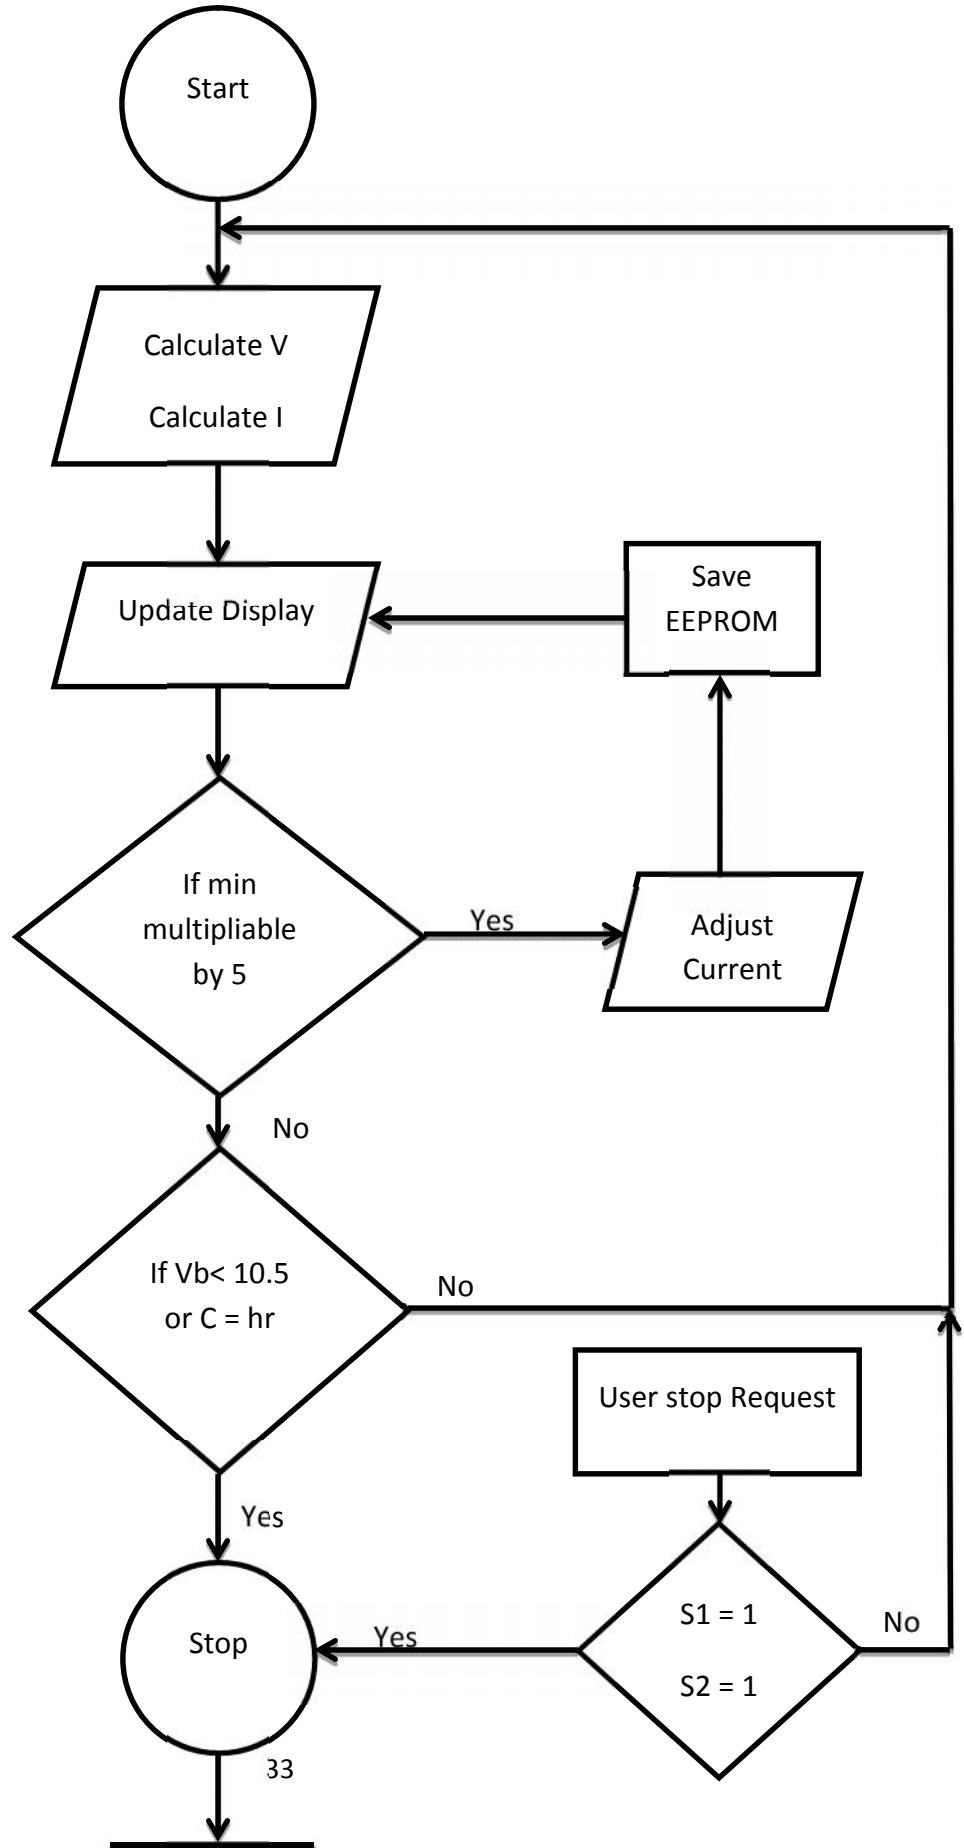 Start
Calculate V
Calculate I
Update Display
Save
EEPROM
If min
multipliable
by 5
Yes
Adjust
Current
No
If Vb< 10.5
or C = hr
No
User stop Request
Yes
Stop
Yes
S1 = 1
S2 = 1
No
33